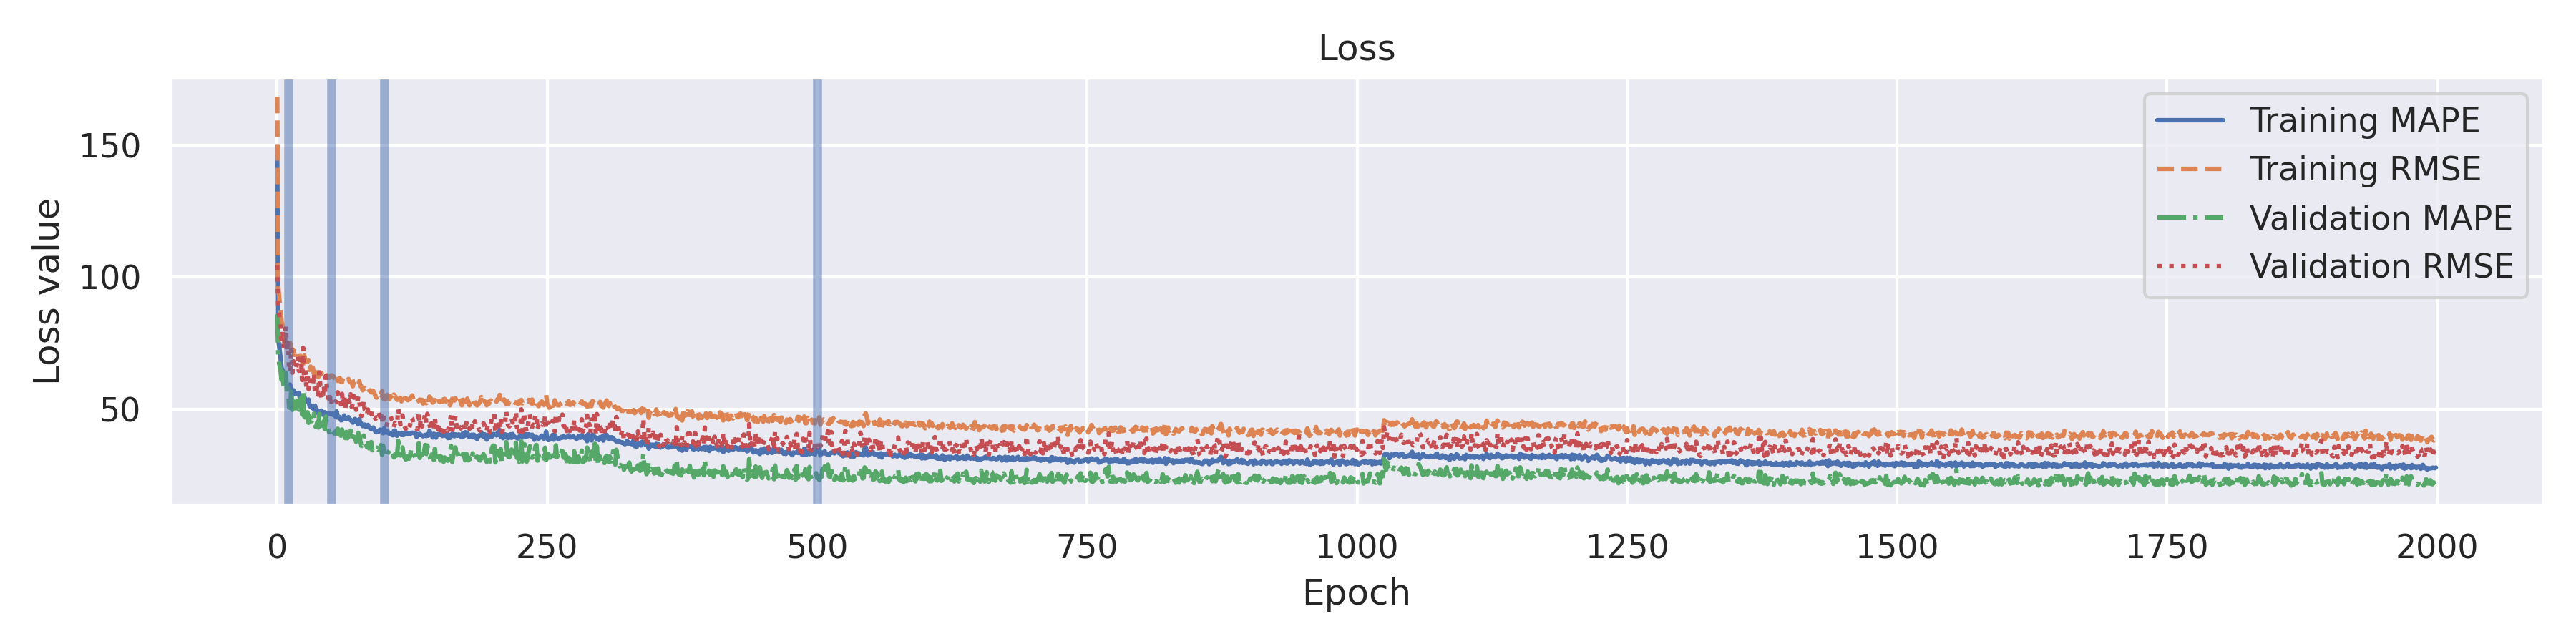 Loss
Loss value
150
100
50
Training MAPE
Training RMSE
Validation MAPE
Validation RMSE
0 250 500 750 1000 1250 1500 1750 2000
Epoch